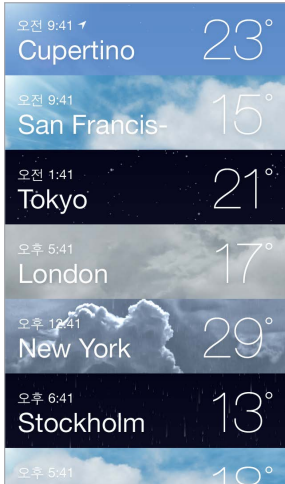 오전 9:41
Cupertino
23°
오전 9:41
San Francis-
15°
오전 1:41
Tokyo
21°
오후 5:41
London
17°
오후 12:41
New York
29°
오후 6:41
Stockholm
13°
오후 5:41